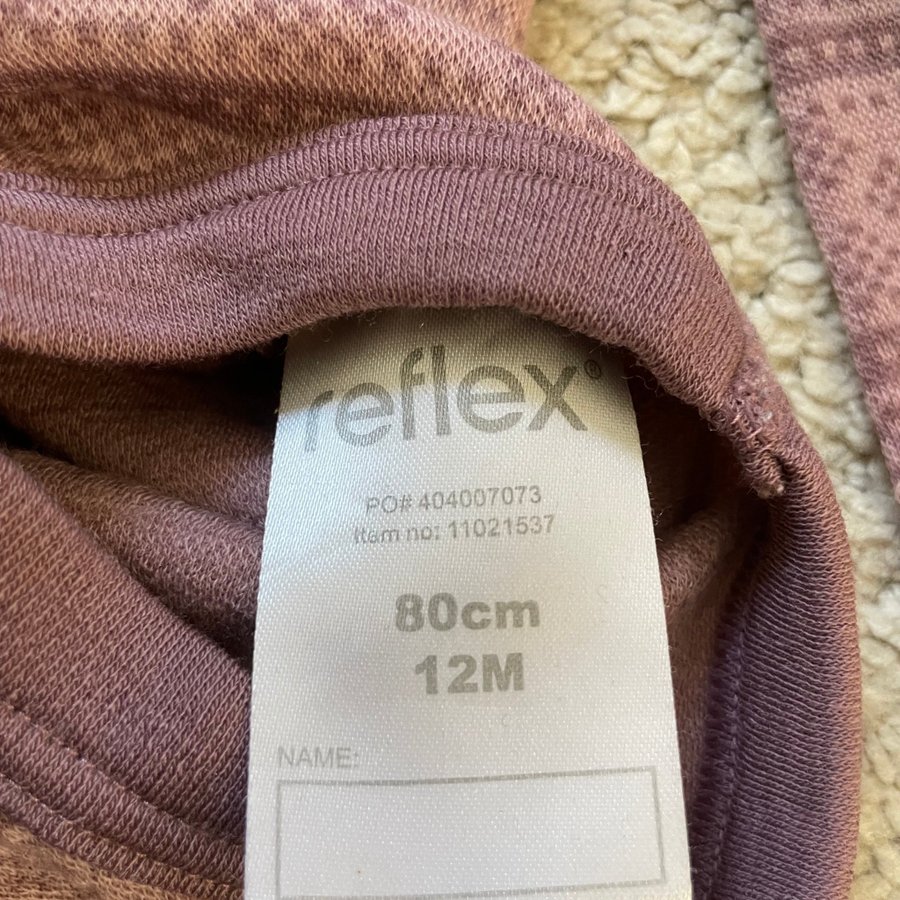 reflex®
PO# 404007073
Item no: 11021537
80cm
12M
NAME: